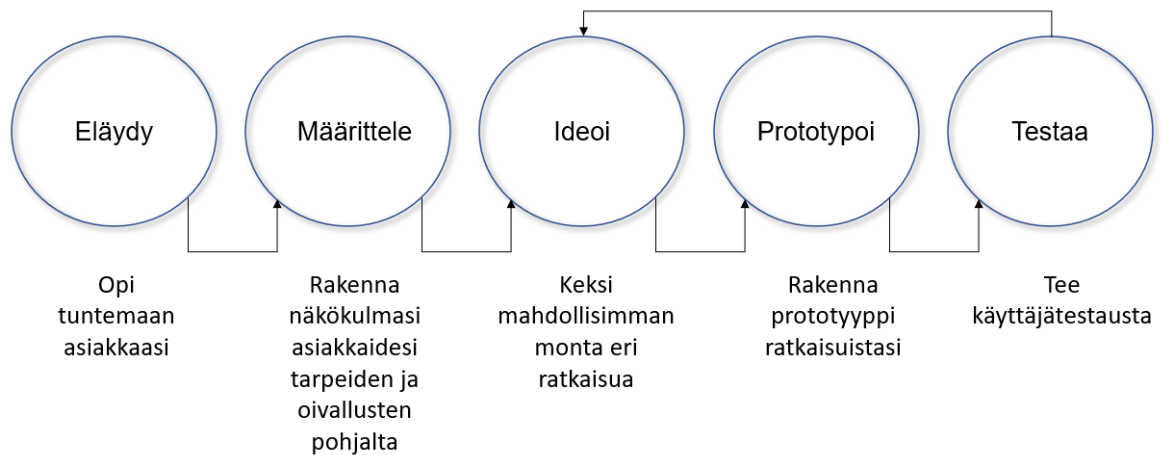 Eläydy
Määrittele
Ideoi
Prototypoi
Testaa
Opi
tuntemaan
asiakkaasi
Rakenna
näkökulmasi
asiakkaidesi
tarpeiden ja
oivallusten
pohjalta
Keksi
mahdollisimman
monta eri
ratkaisua
Rakenna
prototyyppi
ratkaisuistasi
Tee
käyttäjätestausta